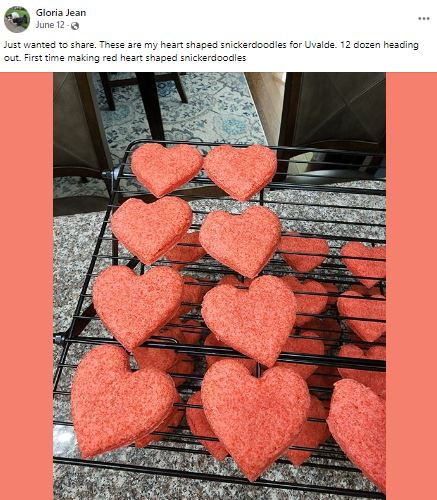 Gloria Jean
June 12 ·
Just wanted to share. These are my heart shaped snickerdoodles for Uvalde. 12 dozen heading
out. First time making red heart shaped snickerdoodles